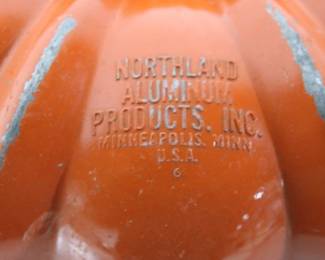 NORTHLAND
ALUMINUM
PRODUCTS, INC.
MINNEAPOLIS, MINN.
U.S.A.
6